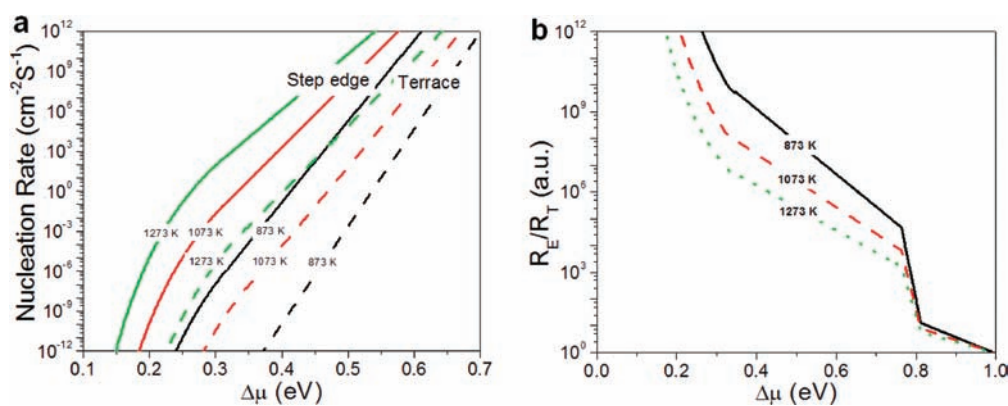 a
Nucleation Rate (cm⁻²S⁻¹)
10¹²
10⁹
10⁶
10³
10⁰
10⁻³
10⁻⁶
10⁻⁹
10⁻¹²
Step edge
Terrace
1273 K
1073 K
873 K
1273 K
1073 K
873 K
0.1 0.2 0.3 0.4 0.5 0.6 0.7
Δμ (eV)
b
R_E/R_T (a.u.)
10¹²
10⁹
10⁶
10³
10⁰
873 K
1073 K
1273 K
0.0 0.2 0.4 0.6 0.8 1.0
Δμ (eV)